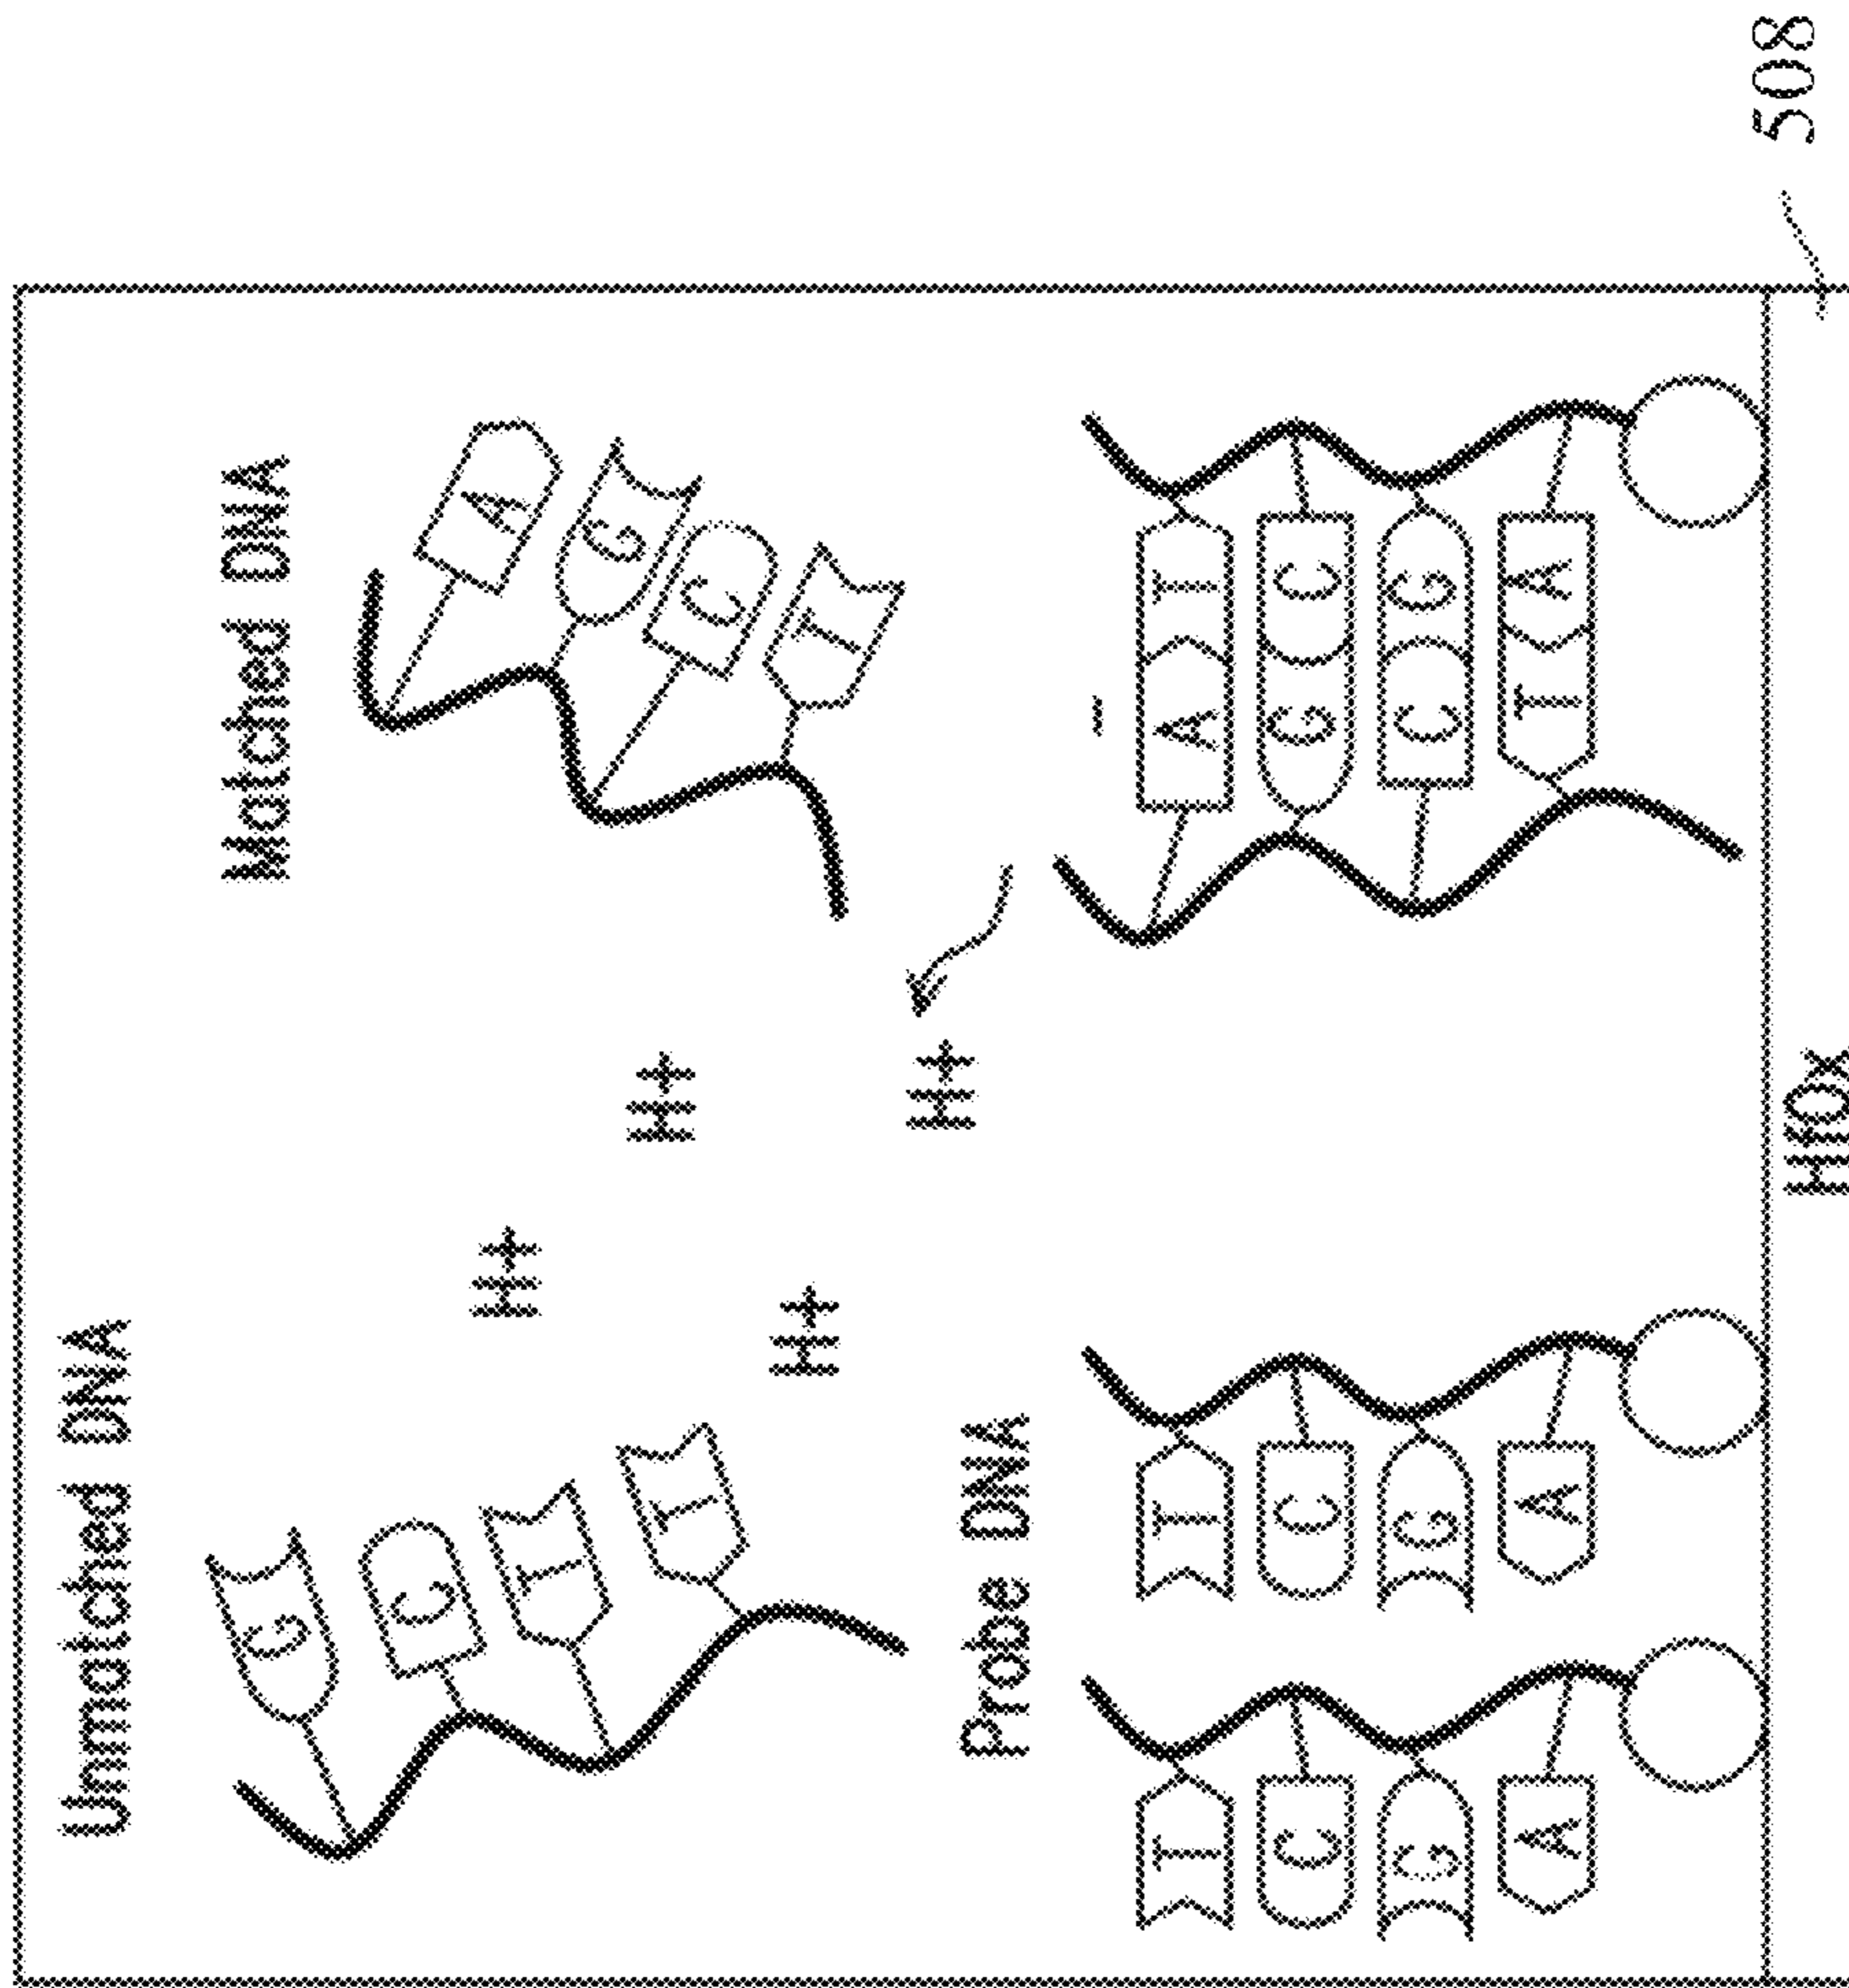 Unmatched DNA
Matched DNA
G
C
T
T
A
G
C
T
H+
H+
H+
H+
Probe DNA
–
T T A T
C C G C
G G C G
A A T A
508
HfOx